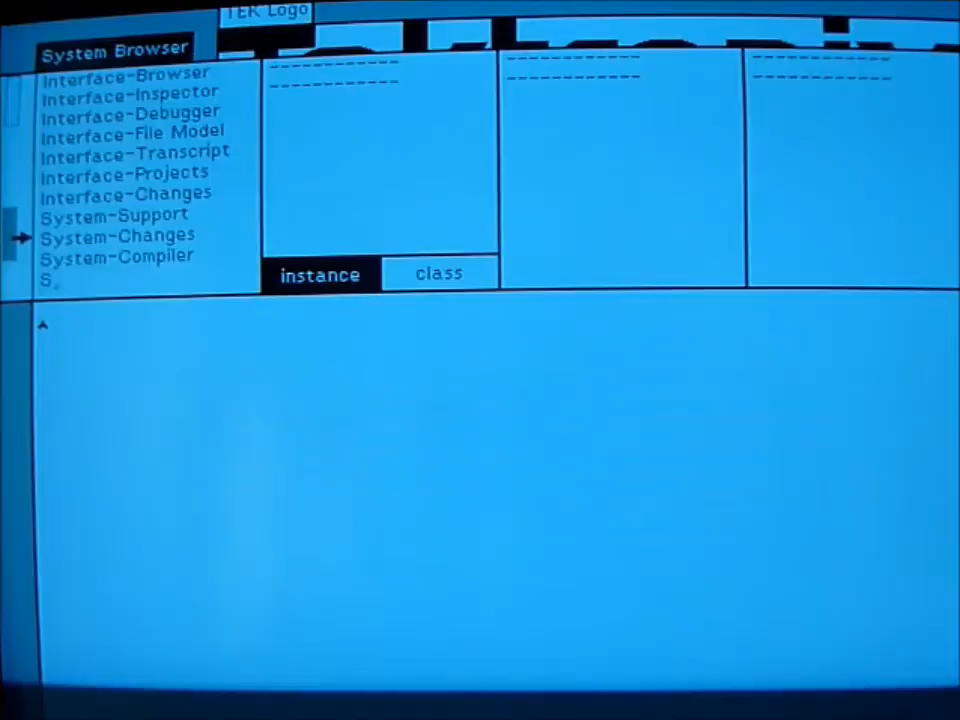 TEK Logo
System Browser
Interface-Browser
Interface-Inspector
Interface-Debugger
Interface-File Model
Interface-Transcript
Interface-Projects
Interface-Changes
System-Support
System-Changes
System-Compiler
S
instance
class